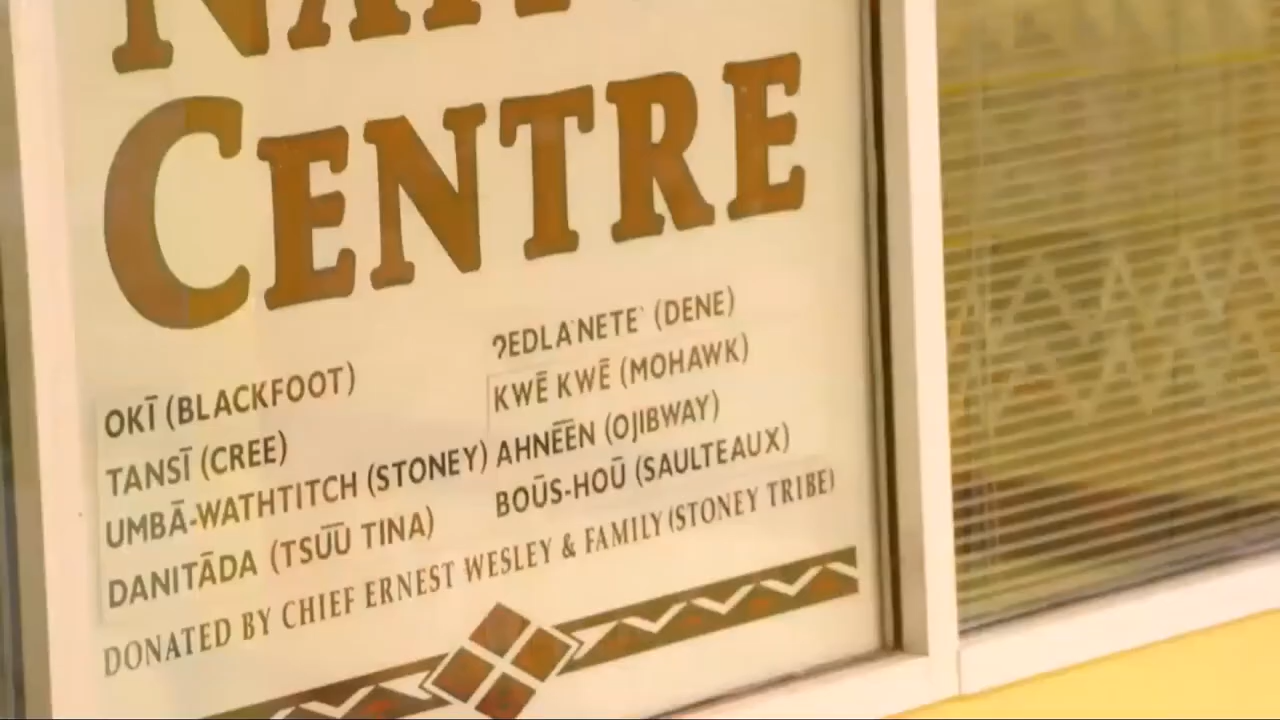 CENTRE
OKĪ (BLACKFOOT)
TANSĪ (CREE)
UMBĀ-WATHTITCH (STONEY)
DANITĀDA (TSŪŪ TINA)
ʔEDLA`NETE` (DENE)
KWĒ KWĒ (MOHAWK)
AHNĒĒN (OJIBWAY)
BOŪS-HOŪ (SAULTEAUX)
DONATED BY CHIEF ERNEST WESLEY & FAMILY (STONEY TRIBE)